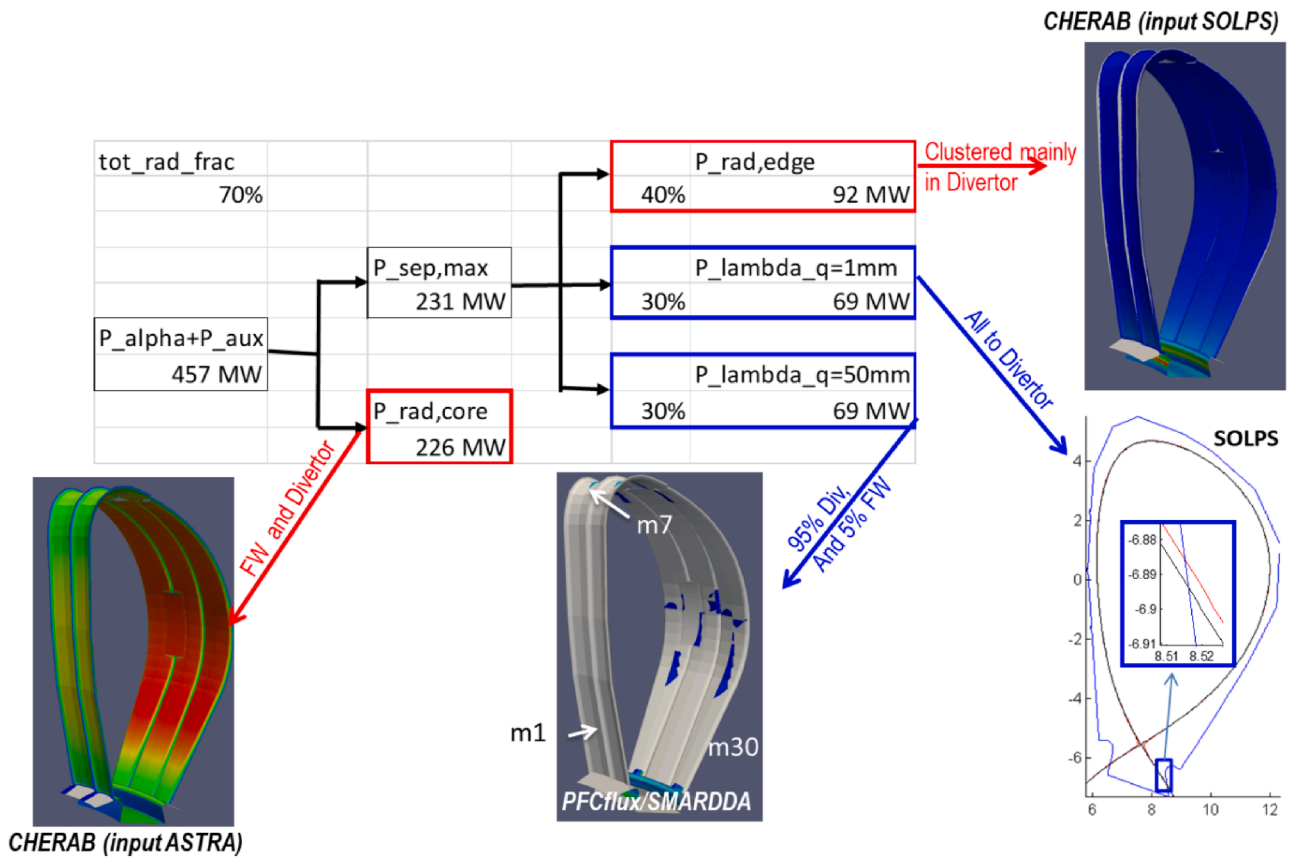 CHERAB (input SOLPS)
tot_rad_frac
70%
P_rad,edge
40% 92 MW
Clustered mainly
in Divertor
P_sep,max
231 MW
P_lambda_q=1mm
30% 69 MW
All to Divertor
P_alpha+P_aux
457 MW
P_lambda_q=50mm
30% 69 MW
P_rad,core
226 MW
FW and Divertor
95% Div,
And 5% FW
m7
m1
m30
PFCflux/SMARDDA
CHERAB (input ASTRA)
SOLPS
4
2
0
-2
-4
-6
6 8 10 12
-6.88
-6.89
-6.9
-6.91
8.51 8.52